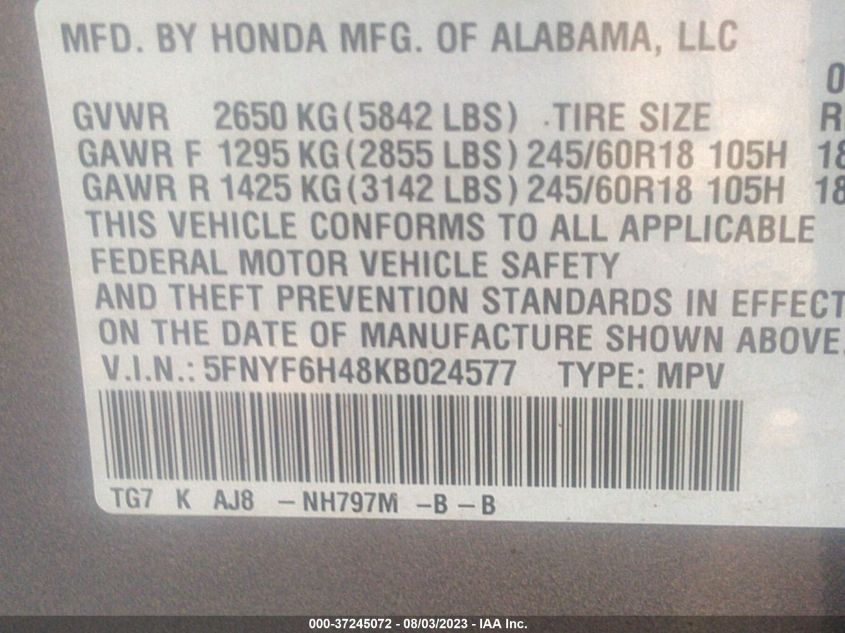 MFD. BY HONDA MFG. OF ALABAMA, LLC
0
GVWR 2650 KG (5842 LBS) TIRE SIZE R
GAWR F 1295 KG (2855 LBS) 245/60R18 105H 18
GAWR R 1425 KG (3142 LBS) 245/60R18 105H 18
THIS VEHICLE CONFORMS TO ALL APPLICABLE
FEDERAL MOTOR VEHICLE SAFETY
AND THEFT PREVENTION STANDARDS IN EFFECT
ON THE DATE OF MANUFACTURE SHOWN ABOVE.
V.I.N.: 5FNYF6H48KB024577 TYPE: MPV
TG7 K AJ8 -NH797M -B-B
000-37245072 - 08/03/2023 - IAA Inc.